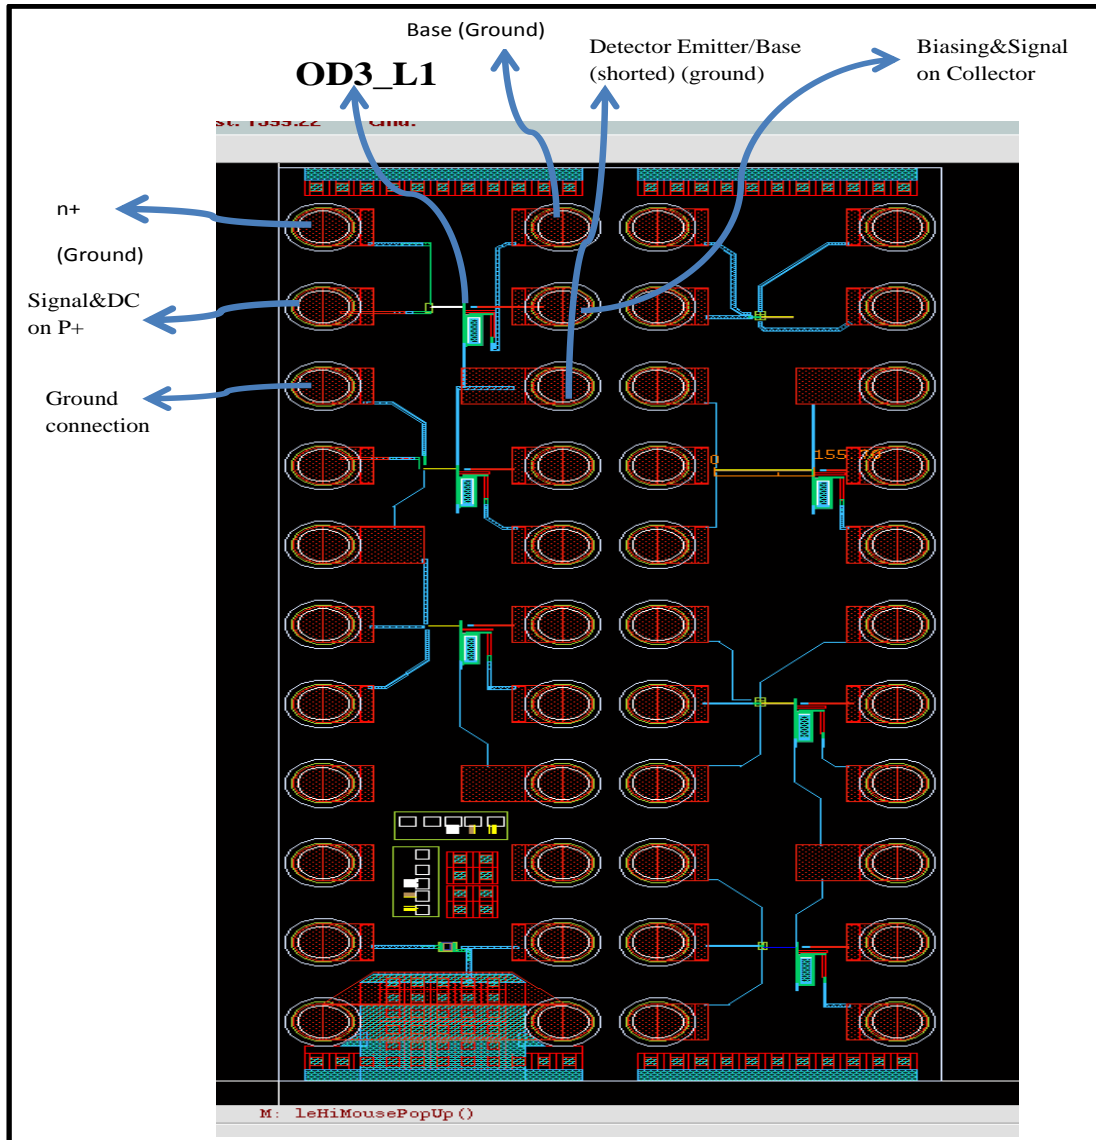 Base (Ground)
OD3_L1
Detector Emitter/Base
(shorted) (ground)
Biasing&Signal
on Collector
n+
(Ground)
Signal&DC
on P+
Ground
connection
0
M: leHiMousePopUp()